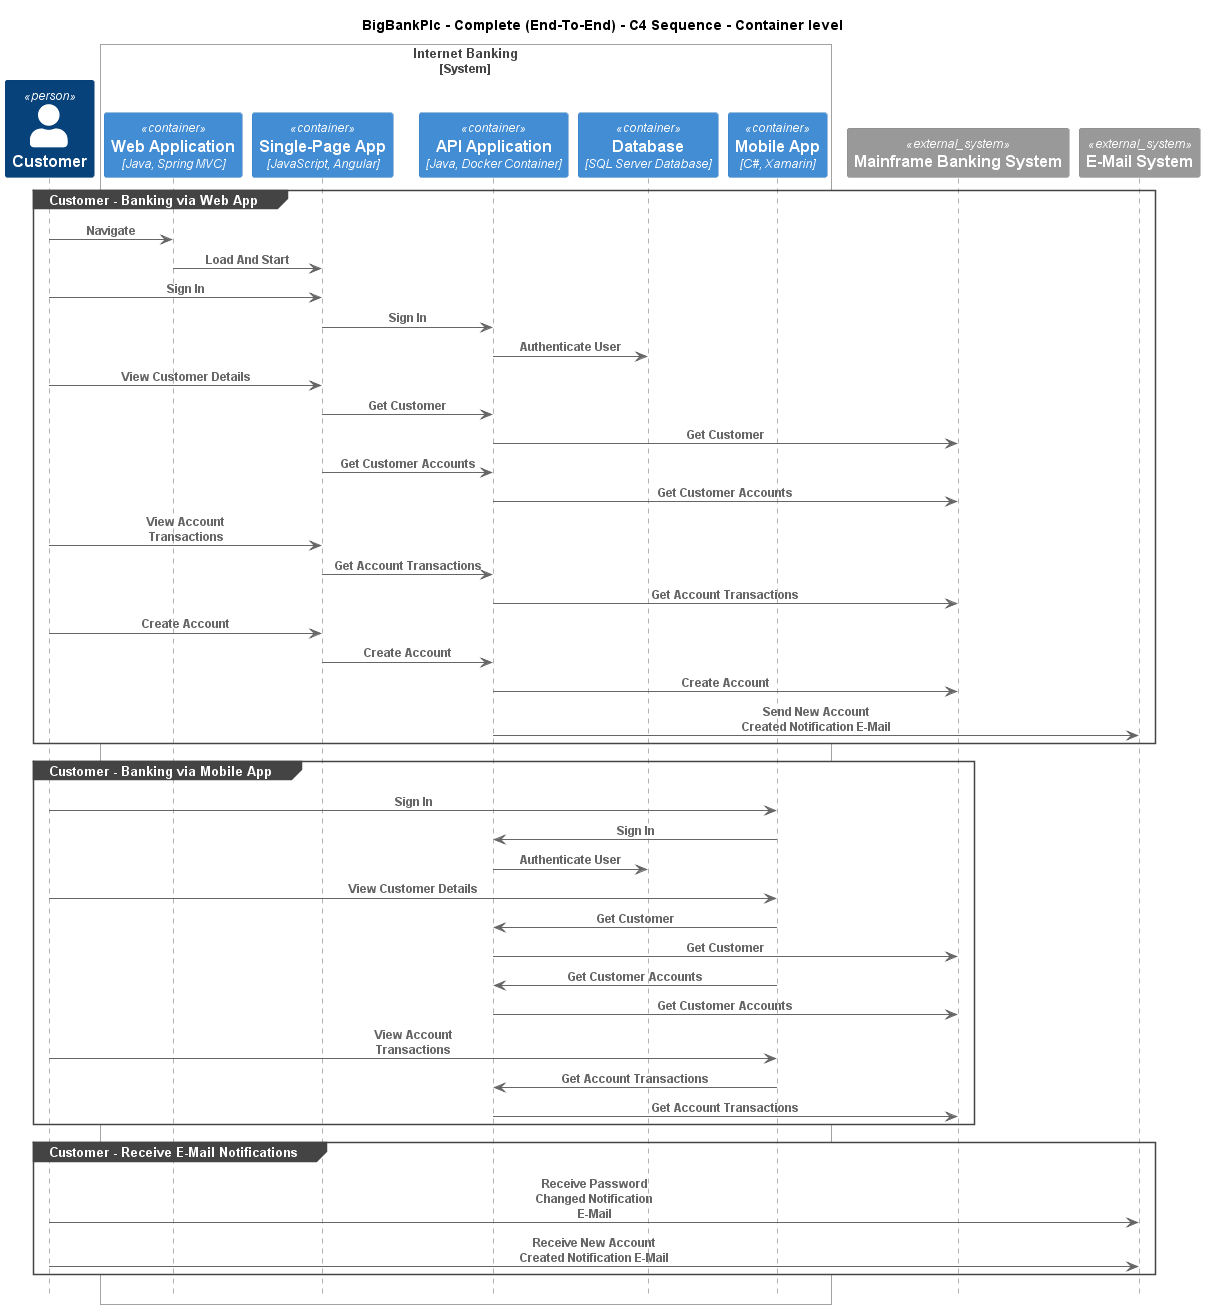 BigBankPlc - Complete (End-To-End) - C4 Sequence - Container level
Internet Banking
[System]
«person»
Customer
«container»
Web Application
[Java, Spring MVC]
«container»
Single-Page App
[JavaScript, Angular]
«container»
API Application
[Java, Docker Container]
«container»
Database
[SQL Server Database]
«container»
Mobile App
[C#, Xamarin]
«external_system»
Mainframe Banking System
«external_system»
E-Mail System
Customer - Banking via Web App
Navigate
Load And Start
Sign In
Sign In
Authenticate User
View Customer Details
Get Customer
Get Customer
Get Customer Accounts
Get Customer Accounts
View Account
Transactions
Get Account Transactions
Get Account Transactions
Create Account
Create Account
Create Account
Send New Account
Created Notification E-Mail
Customer - Banking via Mobile App
Sign In
Sign In
Authenticate User
View Customer Details
Get Customer
Get Customer
Get Customer Accounts
Get Customer Accounts
View Account
Transactions
Get Account Transactions
Get Account Transactions
Customer - Receive E-Mail Notifications
Receive Password
Changed Notification
E-Mail
Receive New Account
Created Notification E-Mail